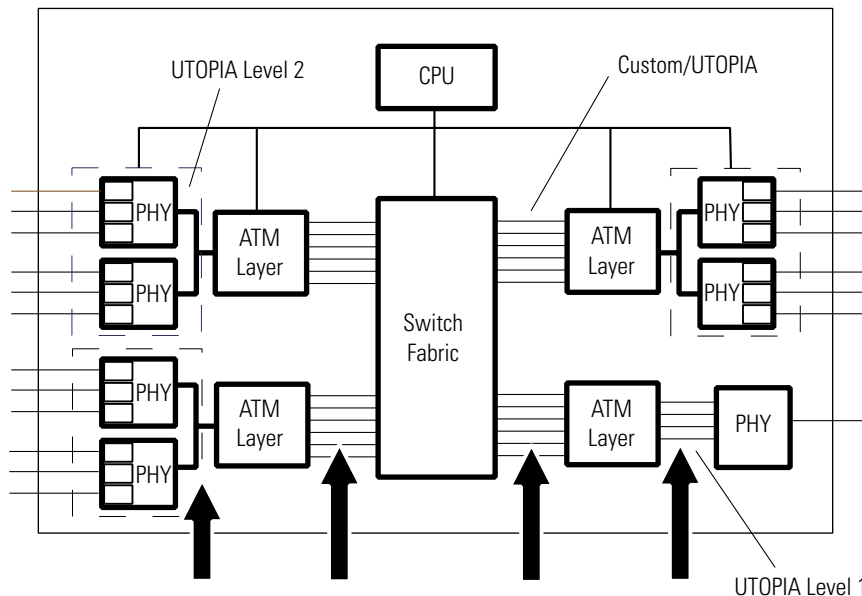 UTOPIA Level 2
CPU
Custom/UTOPIA
PHY
ATM
Layer
ATM
Layer
PHY
PHY
PHY
Switch
Fabric
PHY
ATM
Layer
ATM
Layer
PHY
PHY
UTOPIA Level 1